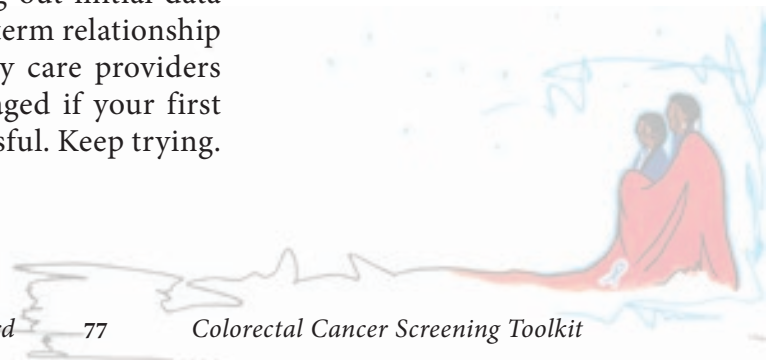 out initial data
term relationship
y care providers
aged if your first
sful. Keep trying.
rd 77 Colorectal Cancer Screening Toolkit